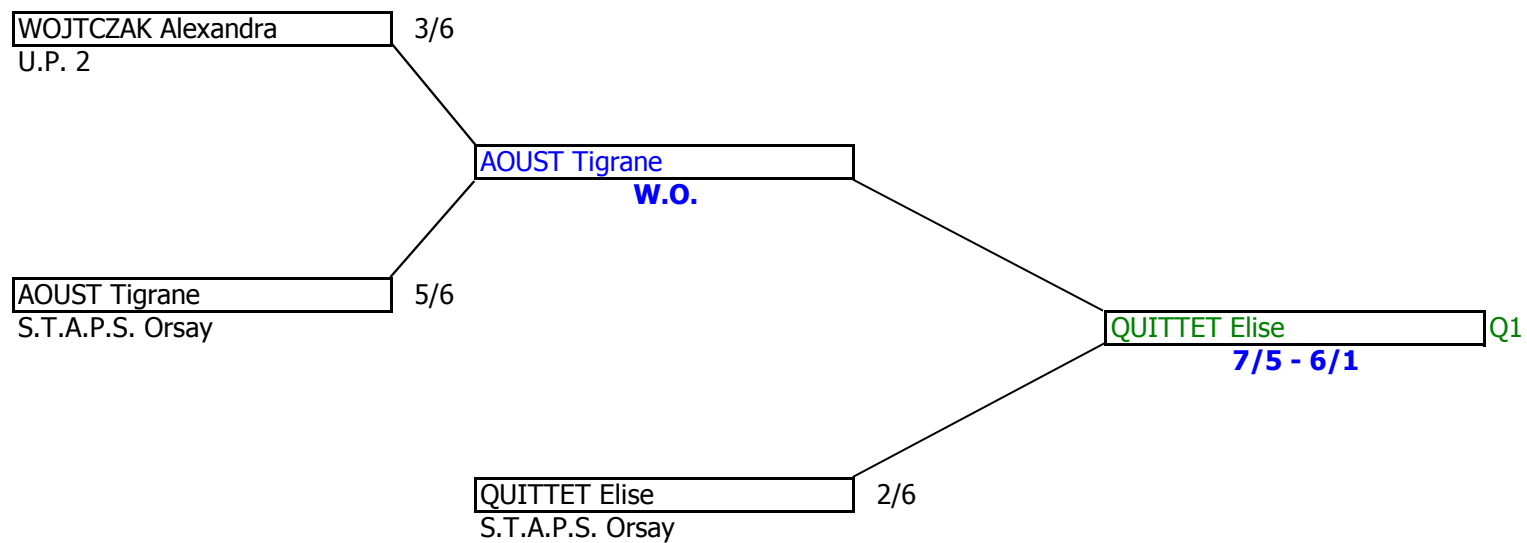 WOJTCZAK Alexandra 3/6
U.P. 2
AOUST Tigrane
W.O.
AOUST Tigrane 5/6
S.T.A.P.S. Orsay
QUITTET Elise Q1
7/5 - 6/1
QUITTET Elise 2/6
S.T.A.P.S. Orsay